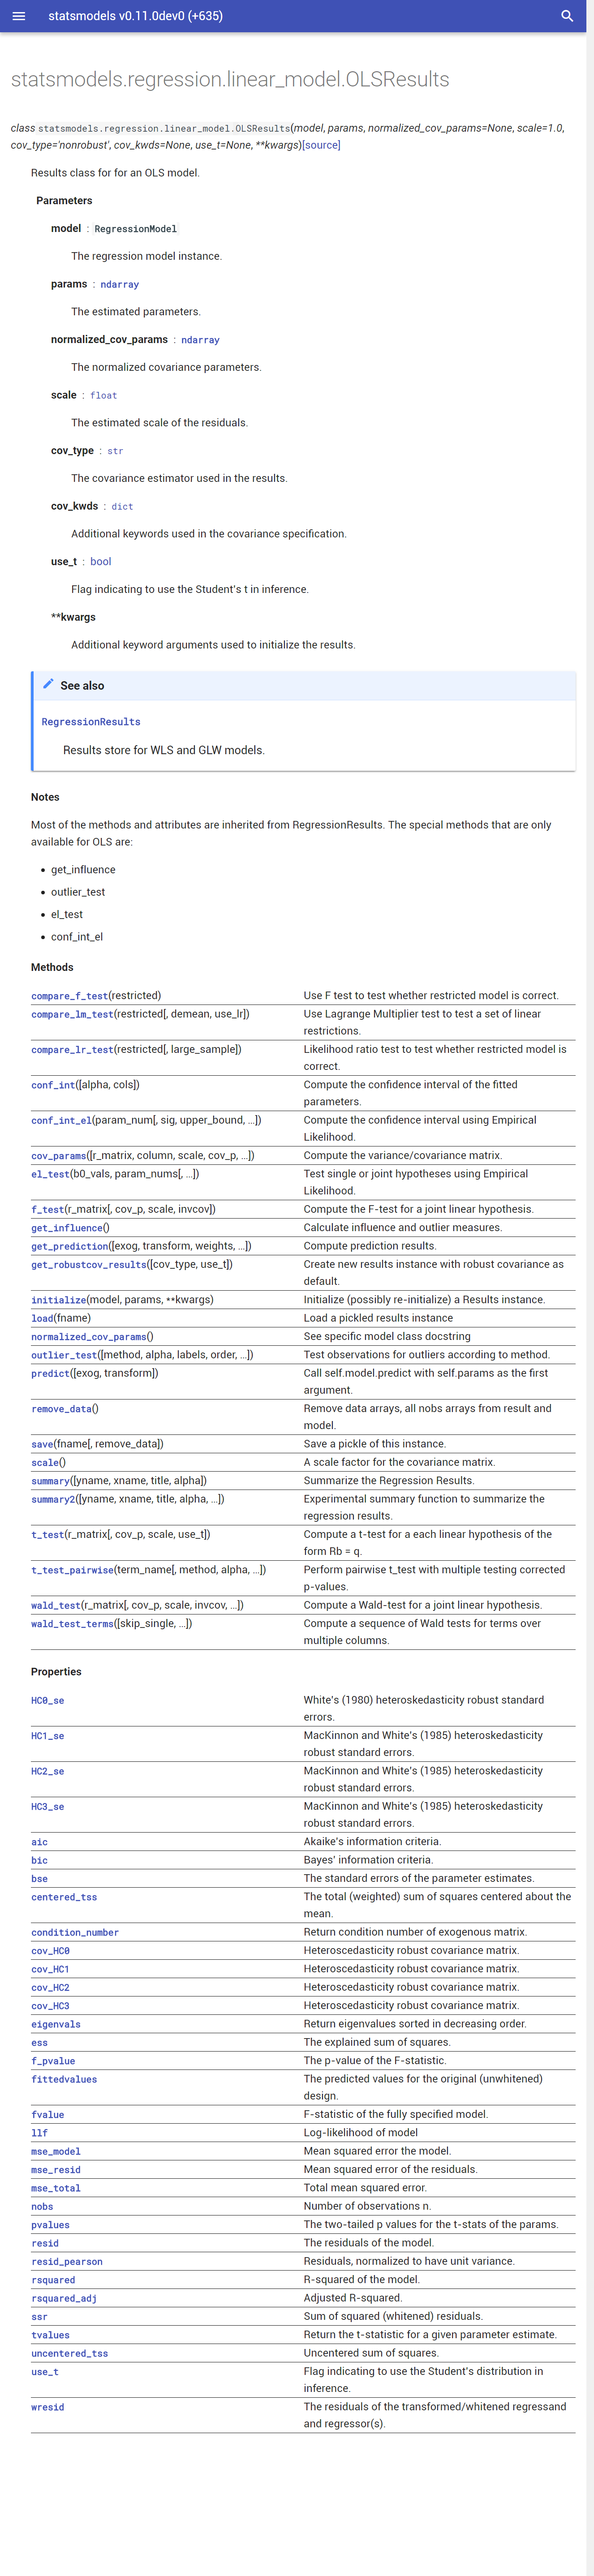 statsmodels v0.11.0dev0 (+635)
statsmodels.regression.linear_model.OLSResults
class statsmodels.regression.linear_model.OLSResults(model, params, normalized_cov_params=None, scale=1.0,
cov_type='nonrobust', cov_kwds=None, use_t=None, **kwargs)[source]
Results class for for an OLS model.
Parameters
model : RegressionModel
The regression model instance.
params : ndarray
The estimated parameters.
normalized_cov_params : ndarray
The normalized covariance parameters.
scale : float
The estimated scale of the residuals.
cov_type : str
The covariance estimator used in the results.
cov_kwds : dict
Additional keywords used in the covariance specification.
use_t : bool
Flag indicating to use the Student's t in inference.
**kwargs
Additional keyword arguments used to initialize the results.
See also
RegressionResults
Results store for WLS and GLW models.
Notes
Most of the methods and attributes are inherited from RegressionResults. The special methods that are only
available for OLS are:
• get_influence
• outlier_test
• el_test
• conf_int_el
Methods
compare_f_test(restricted) Use F test to test whether restricted model is correct.
compare_lm_test(restricted[, demean, use_lr]) Use Lagrange Multiplier test to test a set of linear
restrictions.
compare_lr_test(restricted[, large_sample]) Likelihood ratio test to test whether restricted model is
correct.
conf_int([alpha, cols]) Compute the confidence interval of the fitted
parameters.
conf_int_el(param_num[, sig, upper_bound, …]) Compute the confidence interval using Empirical
Likelihood.
cov_params([r_matrix, column, scale, cov_p, …]) Compute the variance/covariance matrix.
el_test(b0_vals, param_nums[, …]) Test single or joint hypotheses using Empirical
Likelihood.
f_test(r_matrix[, cov_p, scale, invcov]) Compute the F-test for a joint linear hypothesis.
get_influence() Calculate influence and outlier measures.
get_prediction([exog, transform, weights, …]) Compute prediction results.
get_robustcov_results([cov_type, use_t]) Create new results instance with robust covariance as
default.
initialize(model, params, **kwargs) Initialize (possibly re-initialize) a Results instance.
load(fname) Load a pickled results instance
normalized_cov_params() See specific model class docstring
outlier_test([method, alpha, labels, order, …]) Test observations for outliers according to method.
predict([exog, transform]) Call self.model.predict with self.params as the first
argument.
remove_data() Remove data arrays, all nobs arrays from result and
model.
save(fname[, remove_data]) Save a pickle of this instance.
scale() A scale factor for the covariance matrix.
summary([yname, xname, title, alpha]) Summarize the Regression Results.
summary2([yname, xname, title, alpha, …]) Experimental summary function to summarize the
regression results.
t_test(r_matrix[, cov_p, scale, use_t]) Compute a t-test for a each linear hypothesis of the
form Rb = q.
t_test_pairwise(term_name[, method, alpha, …]) Perform pairwise t_test with multiple testing corrected
p-values.
wald_test(r_matrix[, cov_p, scale, invcov, …]) Compute a Wald-test for a joint linear hypothesis.
wald_test_terms([skip_single, …]) Compute a sequence of Wald tests for terms over
multiple columns.
Properties
HC0_se White's (1980) heteroskedasticity robust standard
errors.
HC1_se MacKinnon and White's (1985) heteroskedasticity
robust standard errors.
HC2_se MacKinnon and White's (1985) heteroskedasticity
robust standard errors.
HC3_se MacKinnon and White's (1985) heteroskedasticity
robust standard errors.
aic Akaike's information criteria.
bic Bayes' information criteria.
bse The standard errors of the parameter estimates.
centered_tss The total (weighted) sum of squares centered about the
mean.
condition_number Return condition number of exogenous matrix.
cov_HC0 Heteroscedasticity robust covariance matrix.
cov_HC1 Heteroscedasticity robust covariance matrix.
cov_HC2 Heteroscedasticity robust covariance matrix.
cov_HC3 Heteroscedasticity robust covariance matrix.
eigenvals Return eigenvalues sorted in decreasing order.
ess The explained sum of squares.
f_pvalue The p-value of the F-statistic.
fittedvalues The predicted values for the original (unwhitened)
design.
fvalue F-statistic of the fully specified model.
llf Log-likelihood of model
mse_model Mean squared error the model.
mse_resid Mean squared error of the residuals.
mse_total Total mean squared error.
nobs Number of observations n.
pvalues The two-tailed p values for the t-stats of the params.
resid The residuals of the model.
resid_pearson Residuals, normalized to have unit variance.
rsquared R-squared of the model.
rsquared_adj Adjusted R-squared.
ssr Sum of squared (whitened) residuals.
tvalues Return the t-statistic for a given parameter estimate.
uncentered_tss Uncentered sum of squares.
use_t Flag indicating to use the Student's distribution in
inference.
wresid The residuals of the transformed/whitened regressand
and regressor(s).